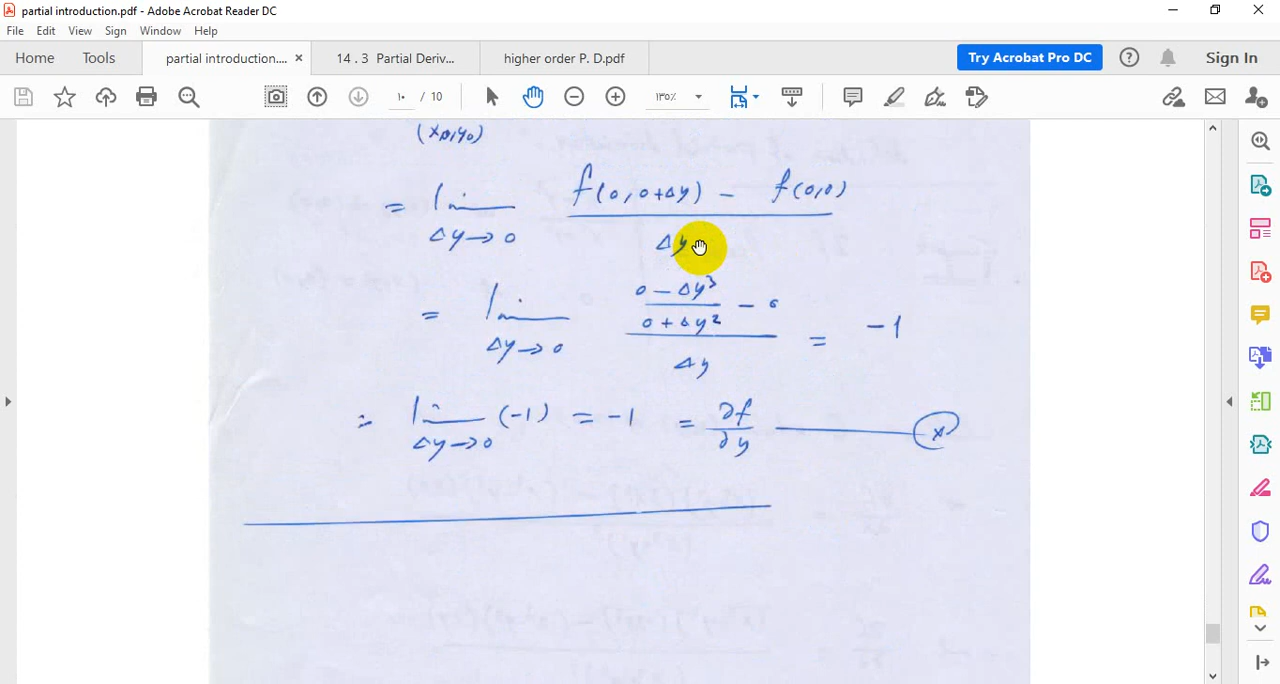 partial introduction.pdf - Adobe Acrobat Reader DC
File Edit View Sign Window Help
Home Tools partial introduction.... × 14 . 3 Partial Deriv... higher order P. D.pdf Try Acrobat Pro DC Sign In
١٠ / 10 ١٣٥٪
(x₀,y₀)
= lim f(0,0+Δy) - f(0,0)
Δy→0 Δy
= lim 0-Δy³ / 0+Δy² - 0 = -1
Δy→0 Δy
= lim (-1) = -1 = ∂f/∂y (x)
Δy→0